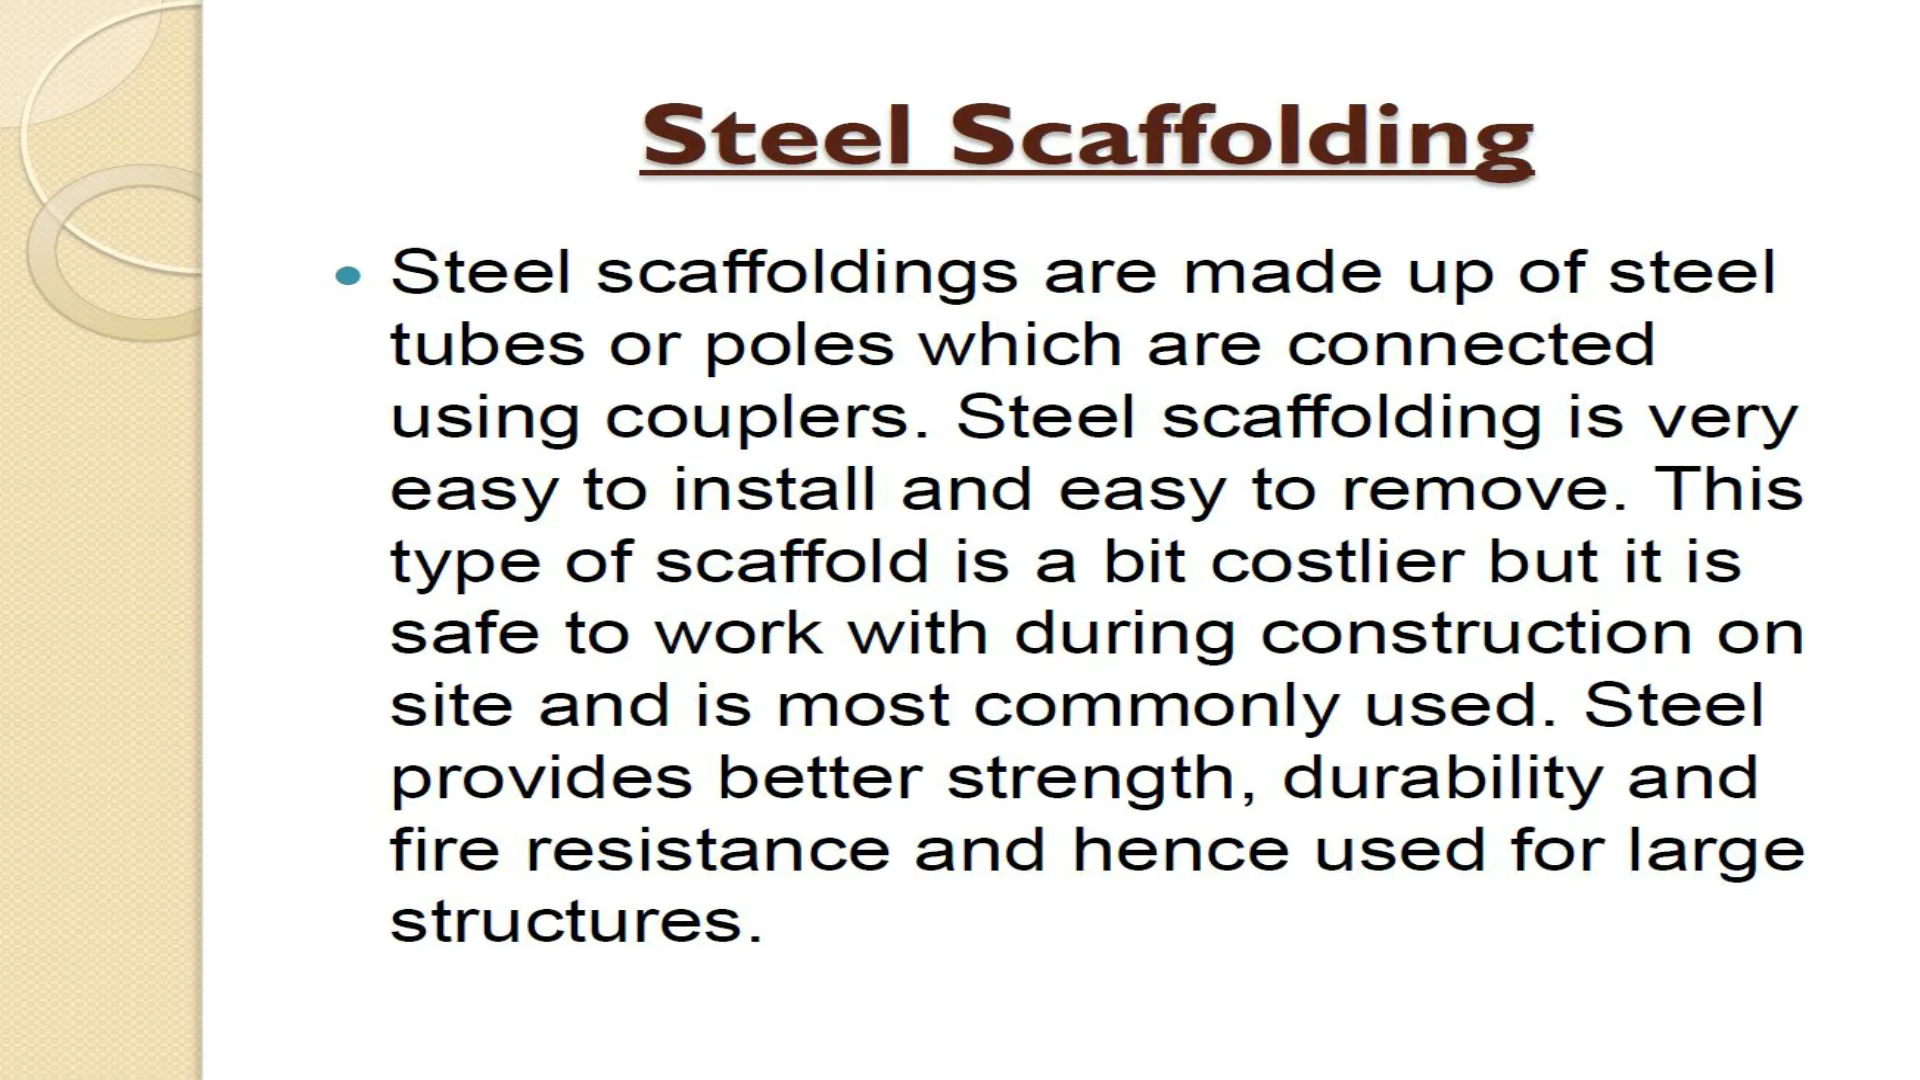 Steel Scaffolding
• Steel scaffoldings are made up of steel
tubes or poles which are connected
using couplers. Steel scaffolding is very
easy to install and easy to remove. This
type of scaffold is a bit costlier but it is
safe to work with during construction on
site and is most commonly used. Steel
provides better strength, durability and
fire resistance and hence used for large
structures.